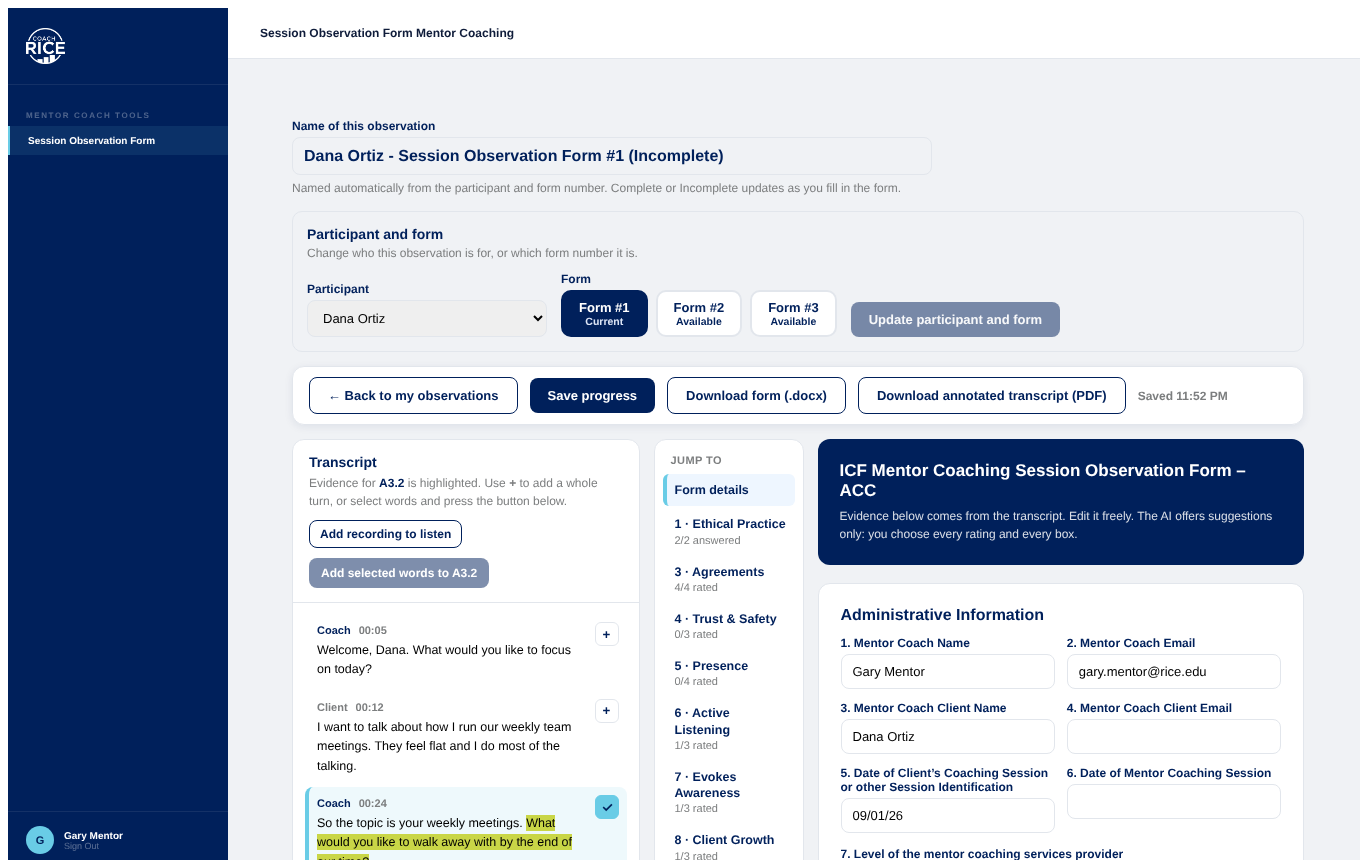 COACH
RICE
MENTOR COACH TOOLS
Session Observation Form
G
Gary Mentor
Sign Out
Session Observation Form Mentor Coaching
Name of this observation
Dana Ortiz - Session Observation Form #1 (Incomplete)
Named automatically from the participant and form number. Complete or Incomplete updates as you fill in the form.
Participant and form
Change who this observation is for, or which form number it is.
Participant
Dana Ortiz
Form
Form #1
Current
Form #2
Available
Form #3
Available
Update participant and form
← Back to my observations
Save progress
Download form (.docx)
Download annotated transcript (PDF)
Saved 11:52 PM
Transcript
Evidence for A3.2 is highlighted. Use + to add a whole
turn, or select words and press the button below.
Add recording to listen
Add selected words to A3.2
Coach 00:05
+
Welcome, Dana. What would you like to focus
on today?
Client 00:12
+
I want to talk about how I run our weekly team
meetings. They feel flat and I do most of the
talking.
Coach 00:24
So the topic is your weekly meetings. What
would you like to walk away with by the end of
our time?
JUMP TO
Form details
1 · Ethical Practice
2/2 answered
3 · Agreements
4/4 rated
4 · Trust & Safety
0/3 rated
5 · Presence
0/4 rated
6 · Active
Listening
1/3 rated
7 · Evokes
Awareness
1/3 rated
8 · Client Growth
1/3 rated
ICF Mentor Coaching Session Observation Form –
ACC
Evidence below comes from the transcript. Edit it freely. The AI offers suggestions
only: you choose every rating and every box.
Administrative Information
1. Mentor Coach Name
Gary Mentor
2. Mentor Coach Email
gary.mentor@rice.edu
3. Mentor Coach Client Name
Dana Ortiz
4. Mentor Coach Client Email
5. Date of Client’s Coaching Session
or other Session Identification
09/01/26
6. Date of Mentor Coaching Session
7. Level of the mentor coaching services provider